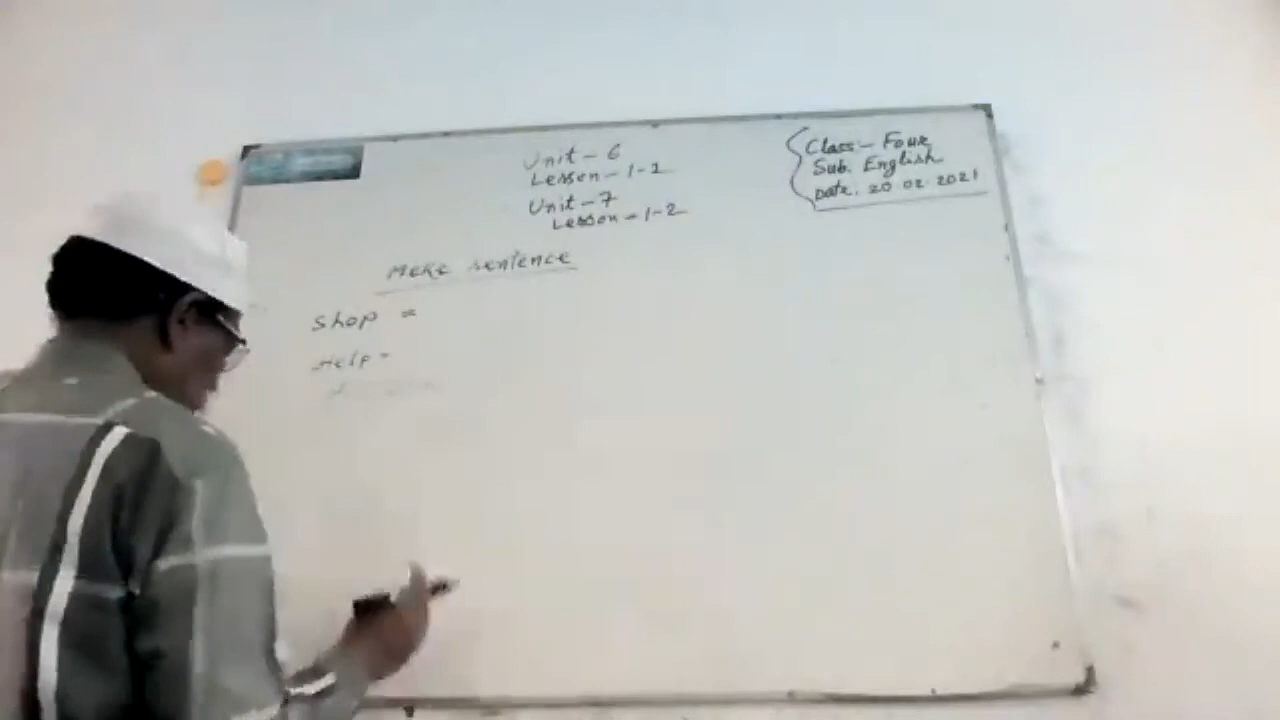 Unit - 6
Lesson - 1-2
Unit - 7
Lesson - 1-2
Class - Four
Sub. English
Date. 20.02.2021
Make sentence
Shop =
Help =